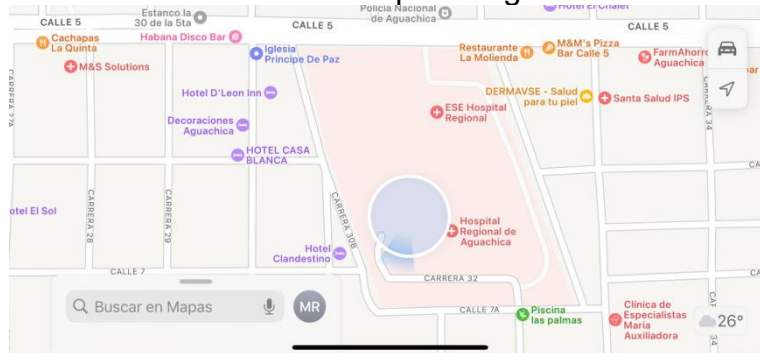 Estanco la
30 de la 5ta
Policía Nacional
de Aguachica
Hotel El Chalet
CALLE 5
CALLE 5
CALLE 5
Cachapas
La Quinta
Habana Disco Bar
Iglesia
Principe De Paz
Restaurante
La Molienda
M&M's Pizza
Bar Calle 5
FarmAhorro
Aguachica
M&S Solutions
CARRERA 27A
Hotel D'Leon Inn
DERMAVSE - Salud
para tu piel
Santa Salud IPS
CARRERA 34
ESE Hospital
Regional
Decoraciones
Aguachica
HOTEL CASA
BLANCA
CA
otel El Sol
CARRERA 28
CARRERA 29
CARRERA 30B
Hospital
Regional de
Aguachica
Hotel
Clandestino
CALLE 7
CARRERA 32
CA
Buscar en Mapas
MR
CALLE 7A
Piscina
las palmas
Clínica de
Especialistas
María
Auxiliadora
34
26°